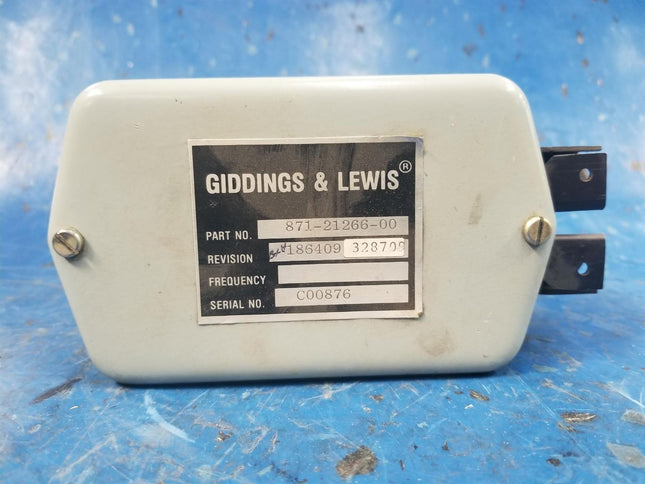 GIDDINGS & LEWIS®
PART NO. 871-21266-00
REVISION 186409 328709
FREQUENCY
SERIAL NO. C00876